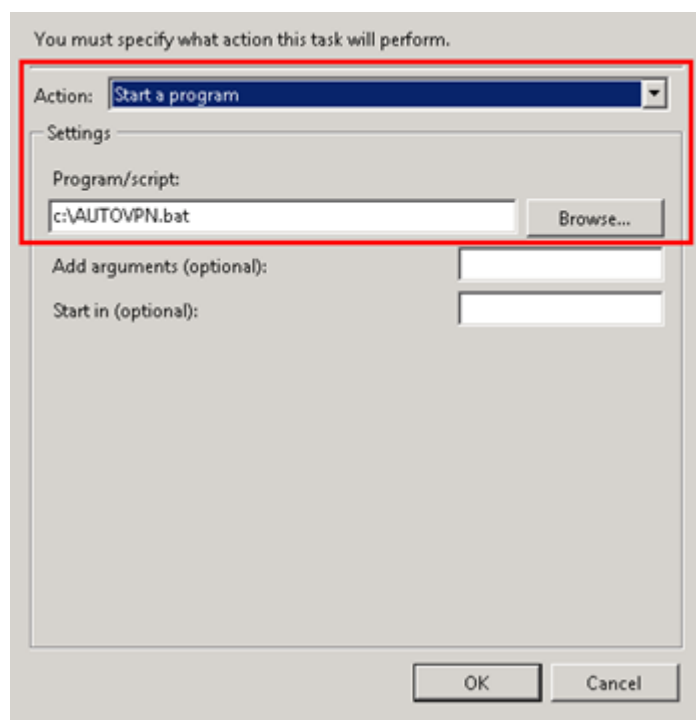 You must specify what action this task will perform.
Action: Start a program
Settings
Program/script:
c:\AUTOVPN.bat Browse...
Add arguments (optional):
Start in (optional):
OK Cancel